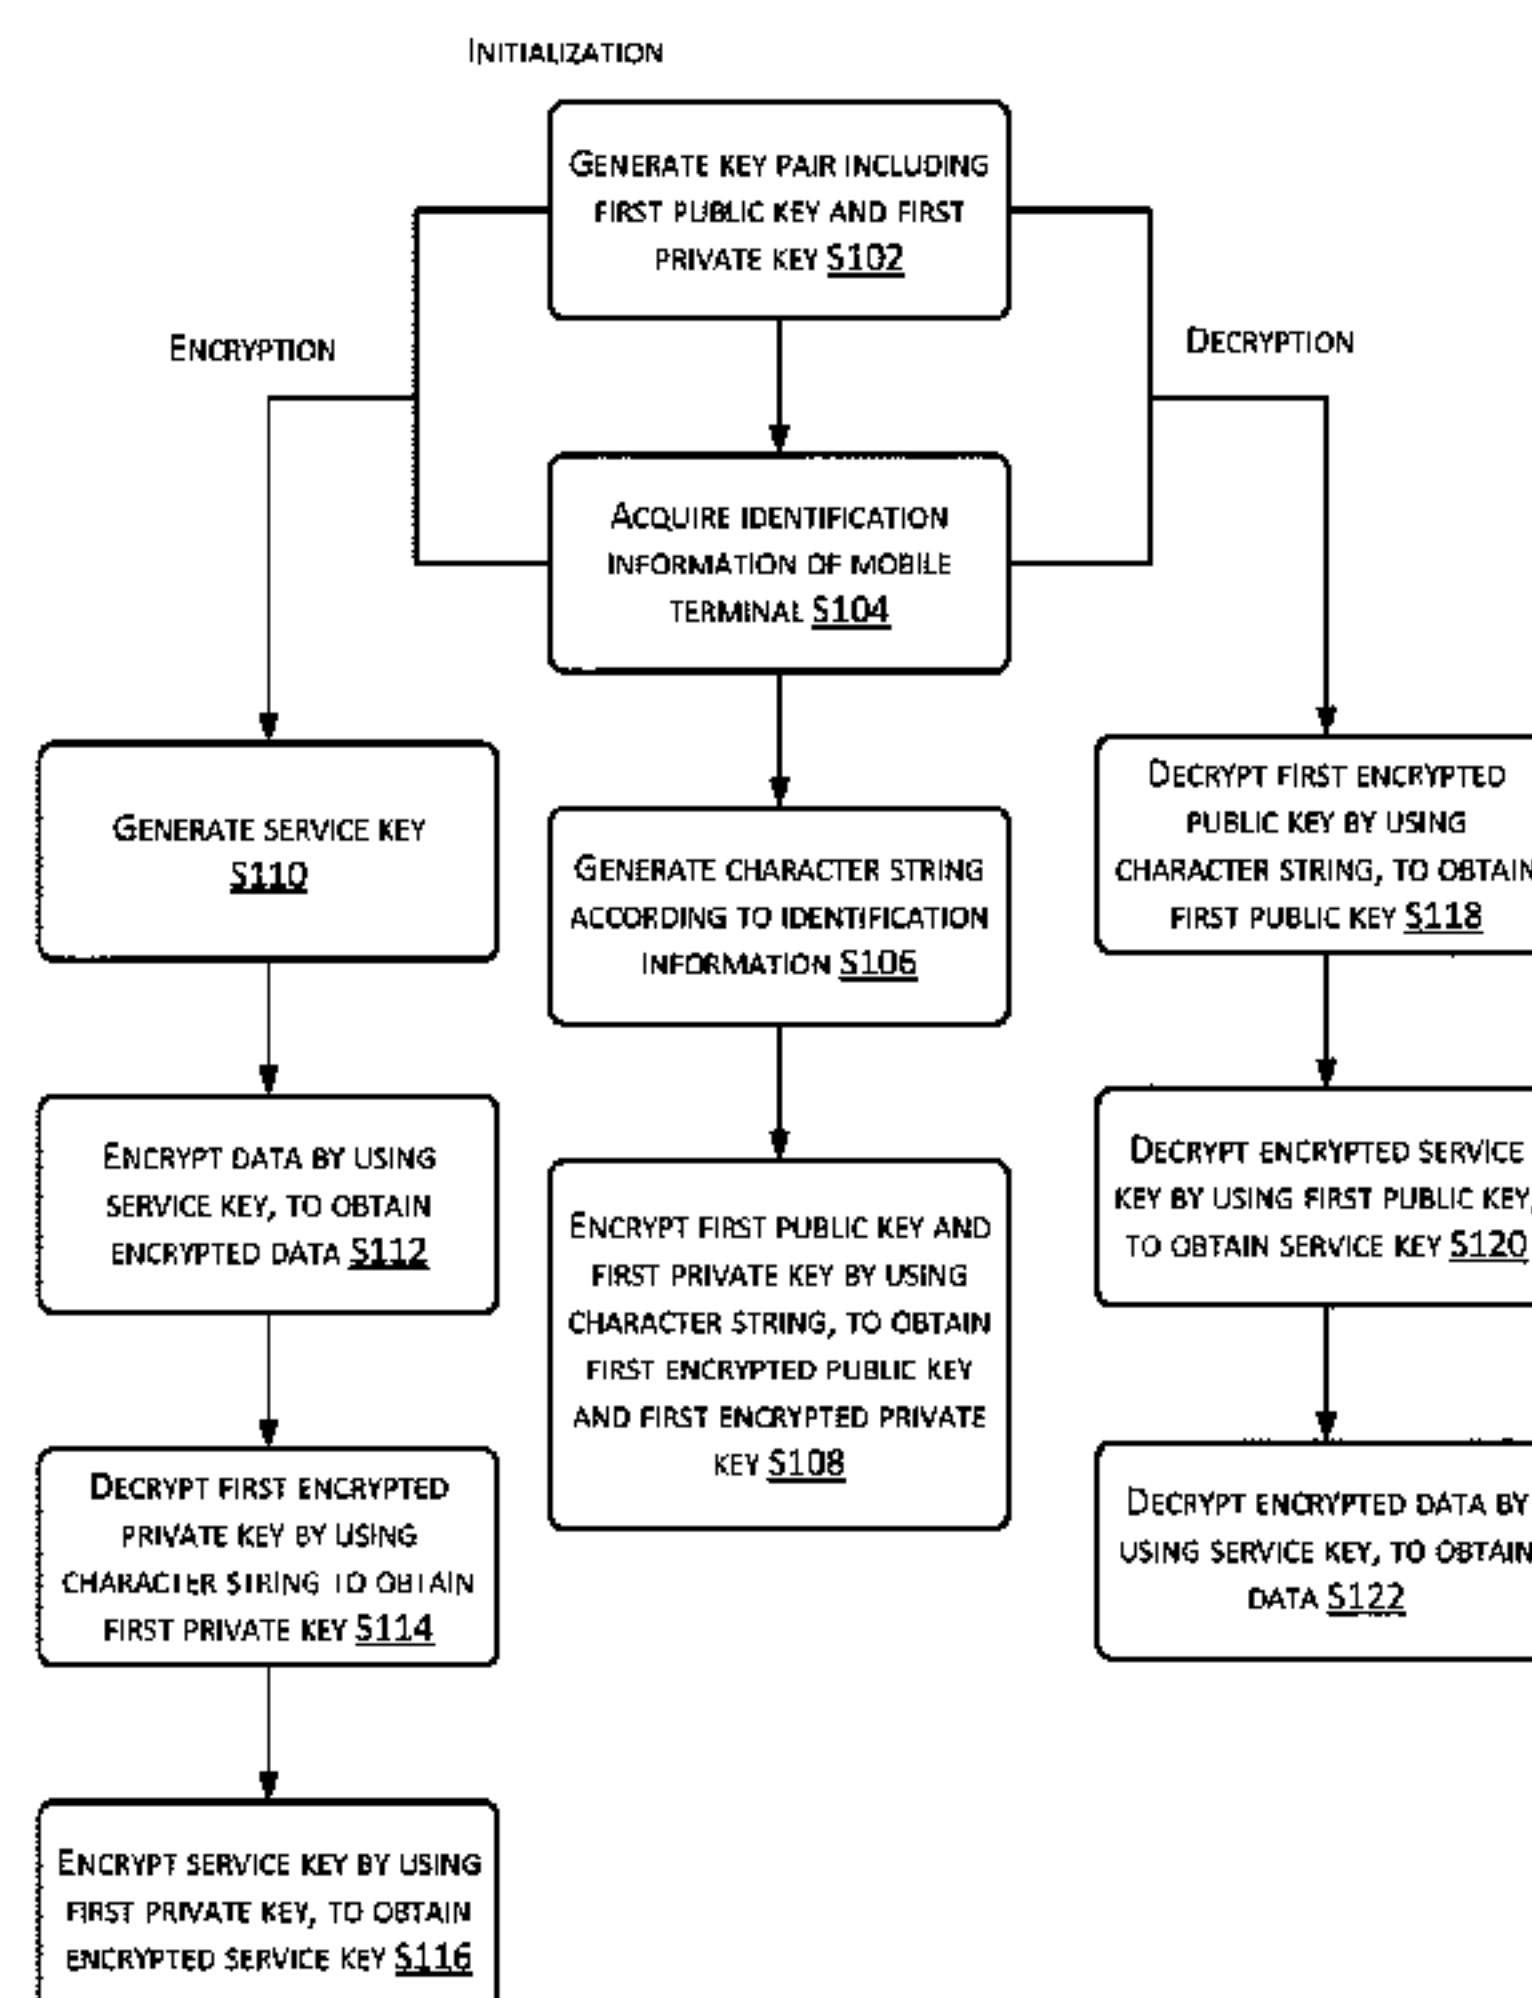 INITIALIZATION
GENERATE KEY PAIR INCLUDING
FIRST PUBLIC KEY AND FIRST
PRIVATE KEY S102
ENCRYPTION
DECRYPTION
ACQUIRE IDENTIFICATION
INFORMATION OF MOBILE
TERMINAL S104
GENERATE SERVICE KEY
S110
ENCRYPT DATA BY USING
SERVICE KEY, TO OBTAIN
ENCRYPTED DATA S112
DECRYPT FIRST ENCRYPTED
PRIVATE KEY BY USING
CHARACTER STRING TO OBTAIN
FIRST PRIVATE KEY S114
ENCRYPT SERVICE KEY BY USING
FIRST PRIVATE KEY, TO OBTAIN
ENCRYPTED SERVICE KEY S116
GENERATE CHARACTER STRING
ACCORDING TO IDENTIFICATION
INFORMATION S106
ENCRYPT FIRST PUBLIC KEY AND
FIRST PRIVATE KEY BY USING
CHARACTER STRING, TO OBTAIN
FIRST ENCRYPTED PUBLIC KEY
AND FIRST ENCRYPTED PRIVATE
KEY S108
DECRYPT FIRST ENCRYPTED
PUBLIC KEY BY USING
CHARACTER STRING, TO OBTAIN
FIRST PUBLIC KEY S118
DECRYPT ENCRYPTED SERVICE
KEY BY USING FIRST PUBLIC KEY,
TO OBTAIN SERVICE KEY S120
DECRYPT ENCRYPTED DATA BY
USING SERVICE KEY, TO OBTAIN
DATA S122